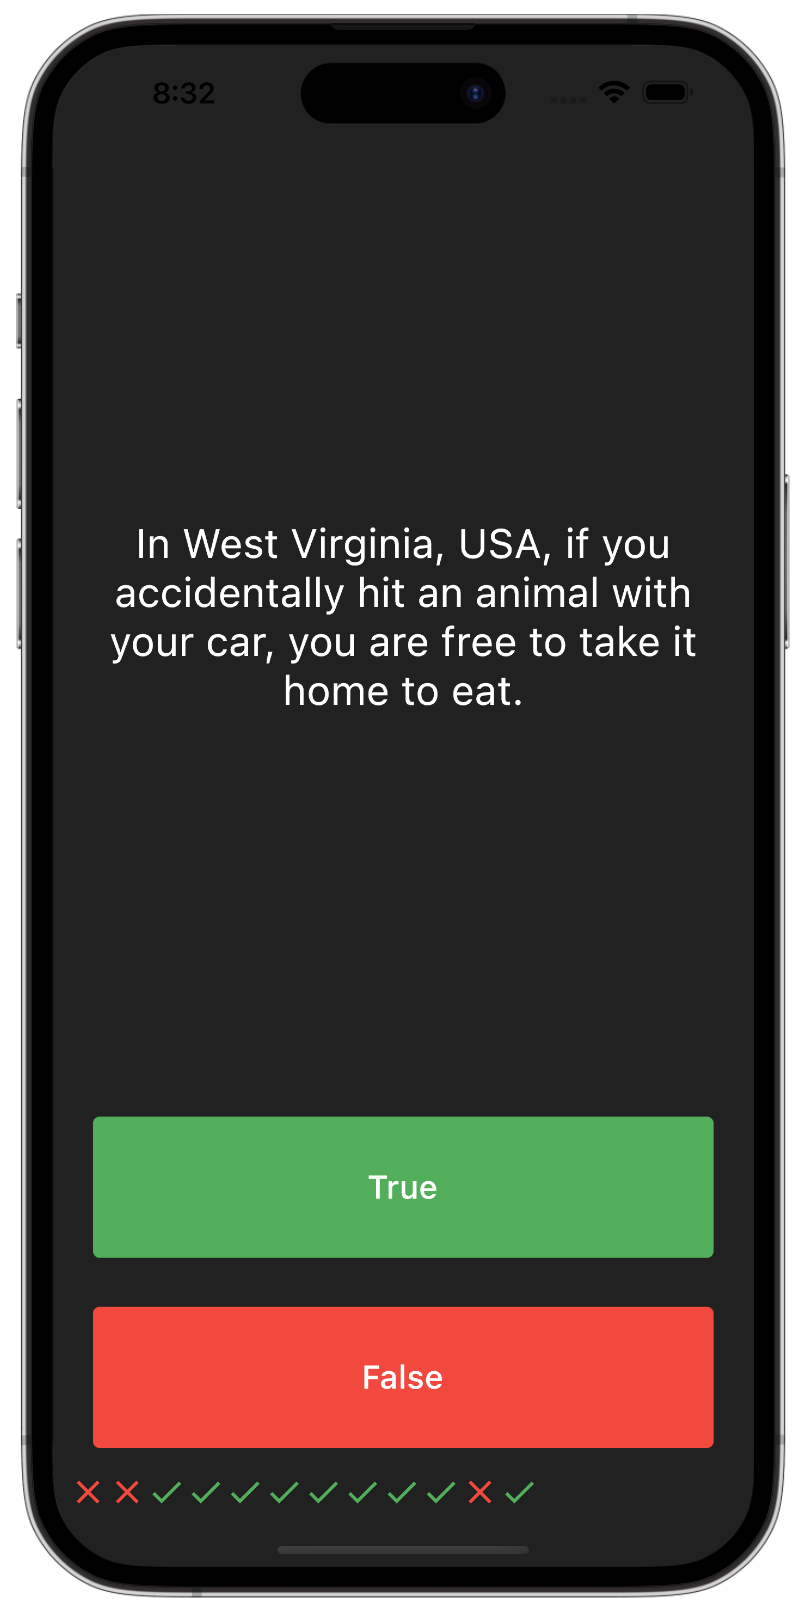 8:32
In West Virginia, USA, if you
accidentally hit an animal with
your car, you are free to take it
home to eat.
True
False